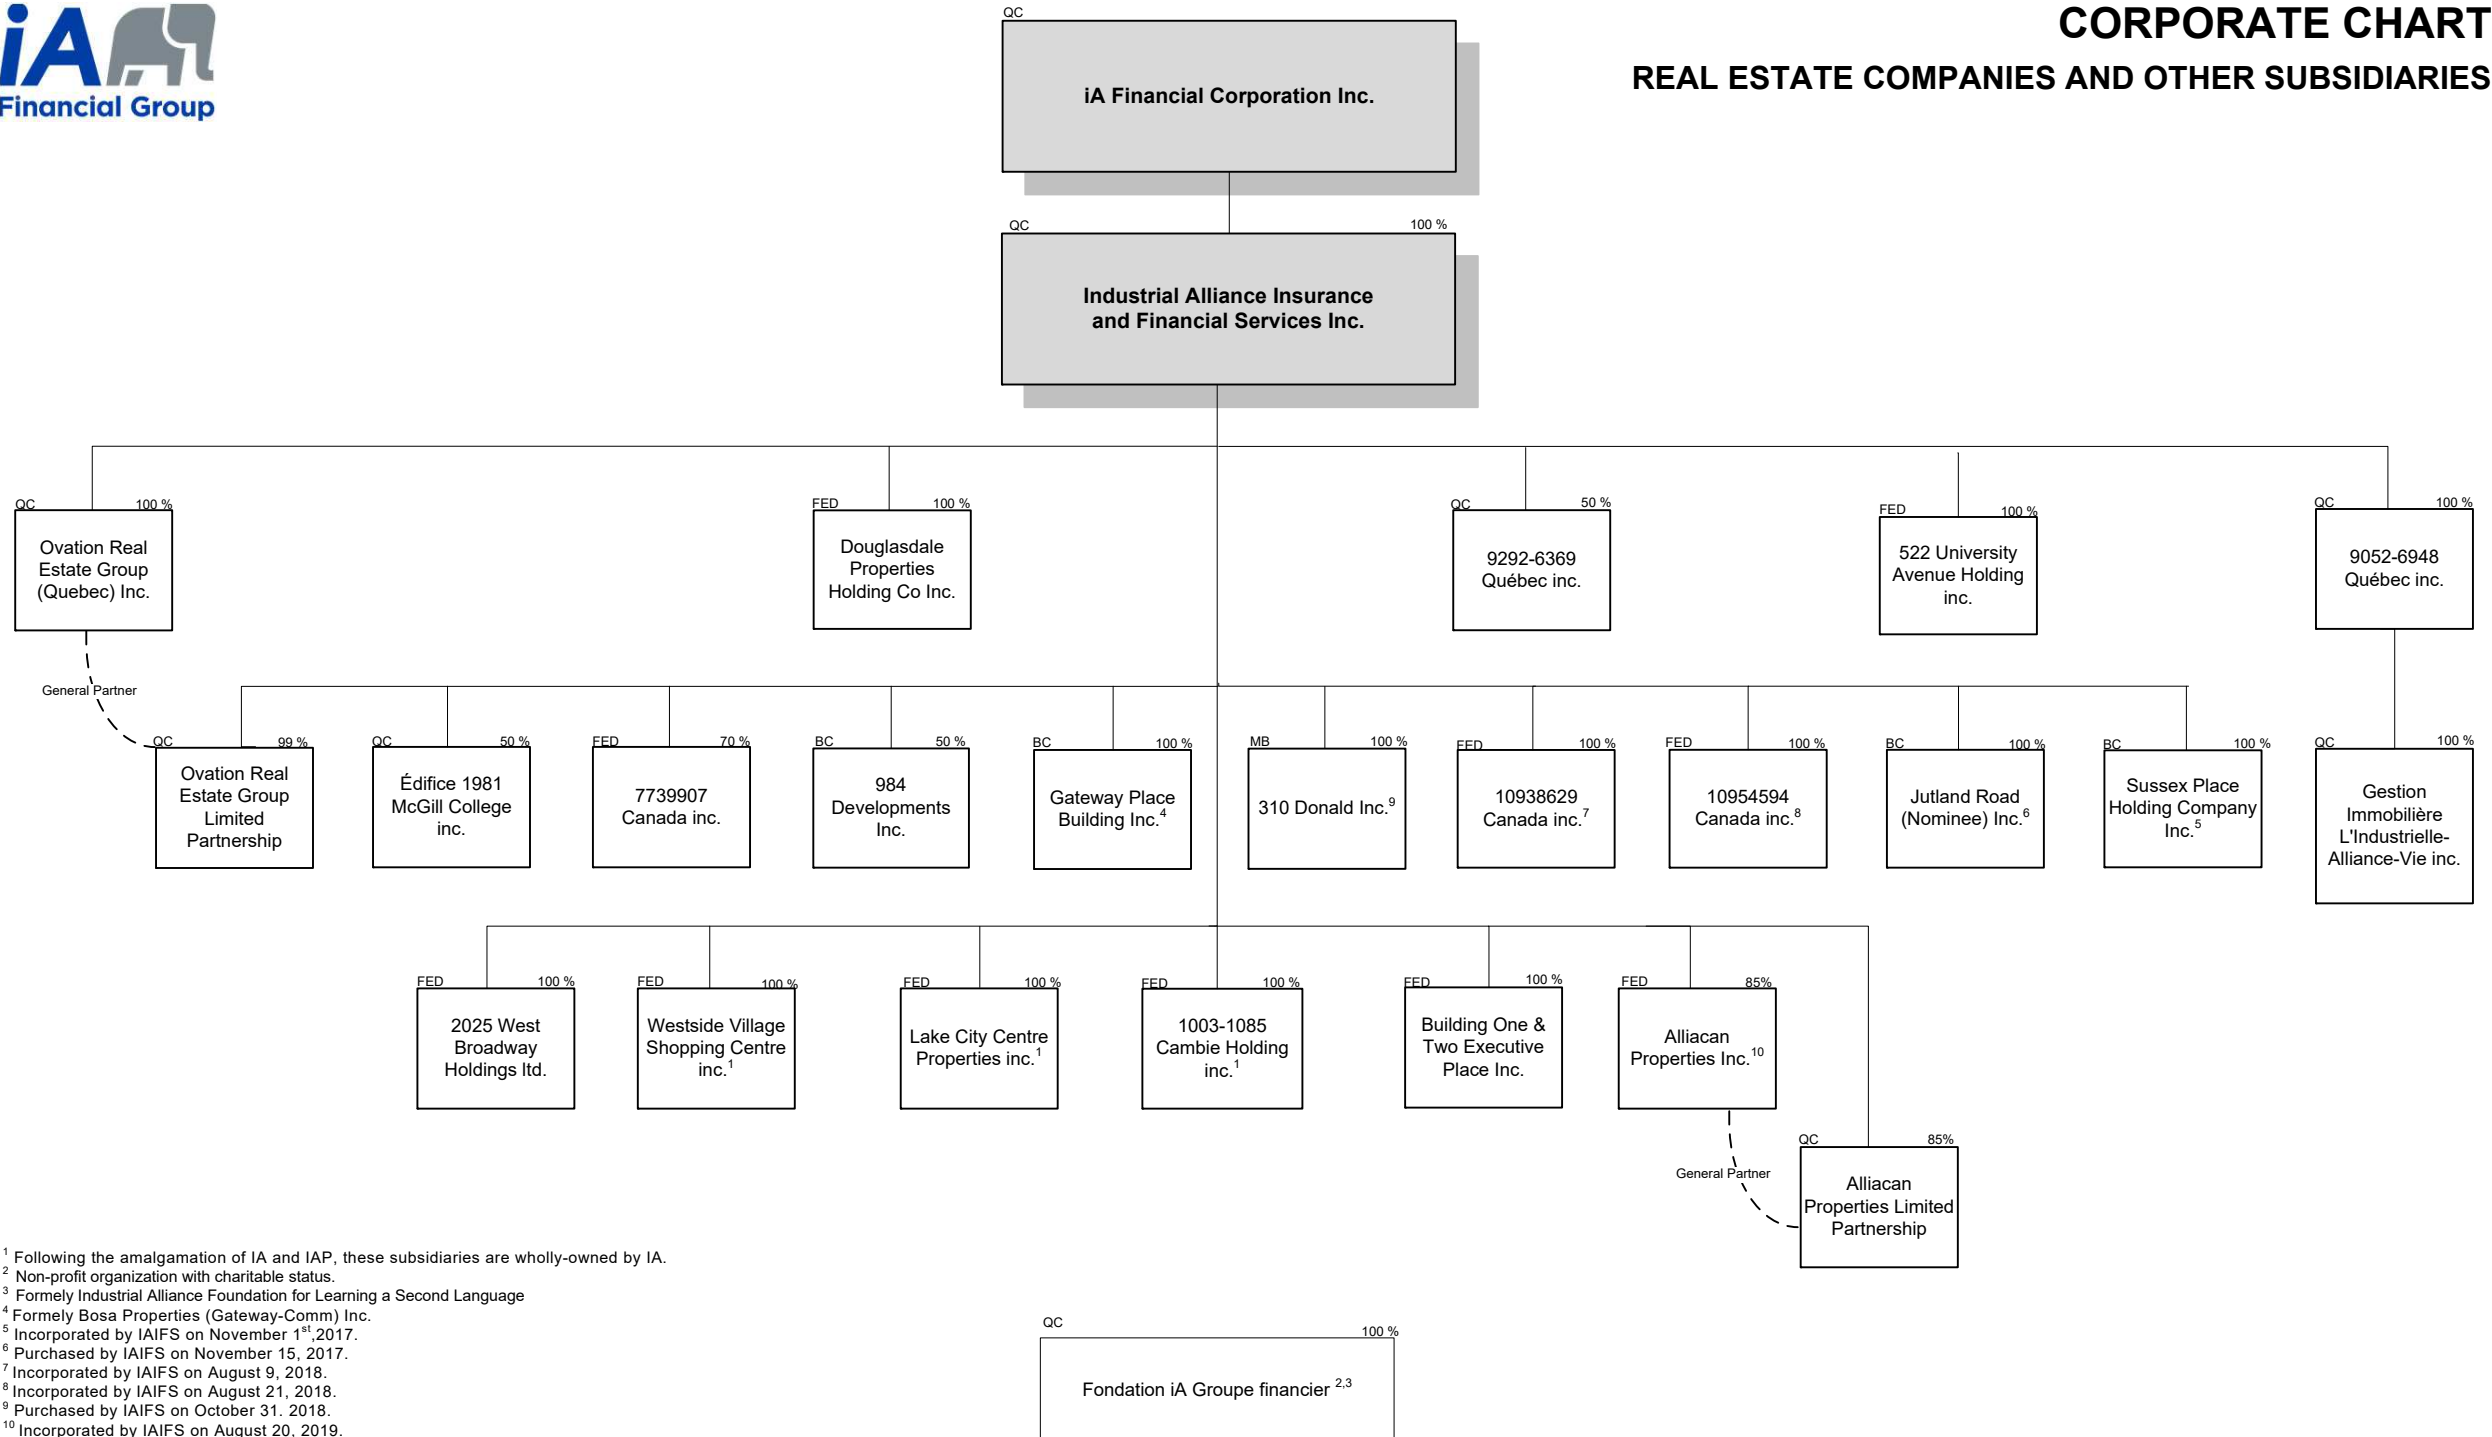 iA
Financial Group
CORPORATE CHART
REAL ESTATE COMPANIES AND OTHER SUBSIDIARIES
QC
iA Financial Corporation Inc.
QC 100 %
Industrial Alliance Insurance
and Financial Services Inc.
QC 100 %
Ovation Real
Estate Group
(Quebec) Inc.
FED 100 %
Douglasdale
Properties
Holding Co Inc.
QC 50 %
9292-6369
Québec inc.
FED 100 %
522 University
Avenue Holding
inc.
QC 100 %
9052-6948
Québec inc.
General Partner
QC 99 %
Ovation Real
Estate Group
Limited
Partnership
QC 50 %
Édifice 1981
McGill College
inc.
FED 70 %
7739907
Canada inc.
BC 50 %
984
Developments
Inc.
BC 100 %
Gateway Place
Building Inc.4
MB 100 %
310 Donald Inc.9
FED 100 %
10938629
Canada inc.7
FED 100 %
10954594
Canada inc.8
BC 100 %
Jutland Road
(Nominee) Inc.6
BC 100 %
Sussex Place
Holding Company
Inc.5
QC 100 %
Gestion
Immobilière
L'Industrielle-
Alliance-Vie inc.
FED 100 %
2025 West
Broadway
Holdings ltd.
FED 100 %
Westside Village
Shopping Centre
inc.1
FED 100 %
Lake City Centre
Properties inc.1
FED 100 %
1003-1085
Cambie Holding
inc.1
FED 100 %
Building One &
Two Executive
Place Inc.
FED 85%
Alliacan
Properties Inc.10
General Partner
QC 85%
Alliacan
Properties Limited
Partnership
1 Following the amalgamation of IA and IAP, these subsidiaries are wholly-owned by IA.
2 Non-profit organization with charitable status.
3 Formely Industrial Alliance Foundation for Learning a Second Language
4 Formely Bosa Properties (Gateway-Comm) Inc.
5 Incorporated by IAIFS on November 1st,2017.
6 Purchased by IAIFS on November 15, 2017.
7 Incorporated by IAIFS on August 9, 2018.
8 Incorporated by IAIFS on August 21, 2018.
9 Purchased by IAIFS on October 31. 2018.
10 Incorporated by IAIFS on August 20, 2019.
QC 100 %
Fondation iA Groupe financier 2,3